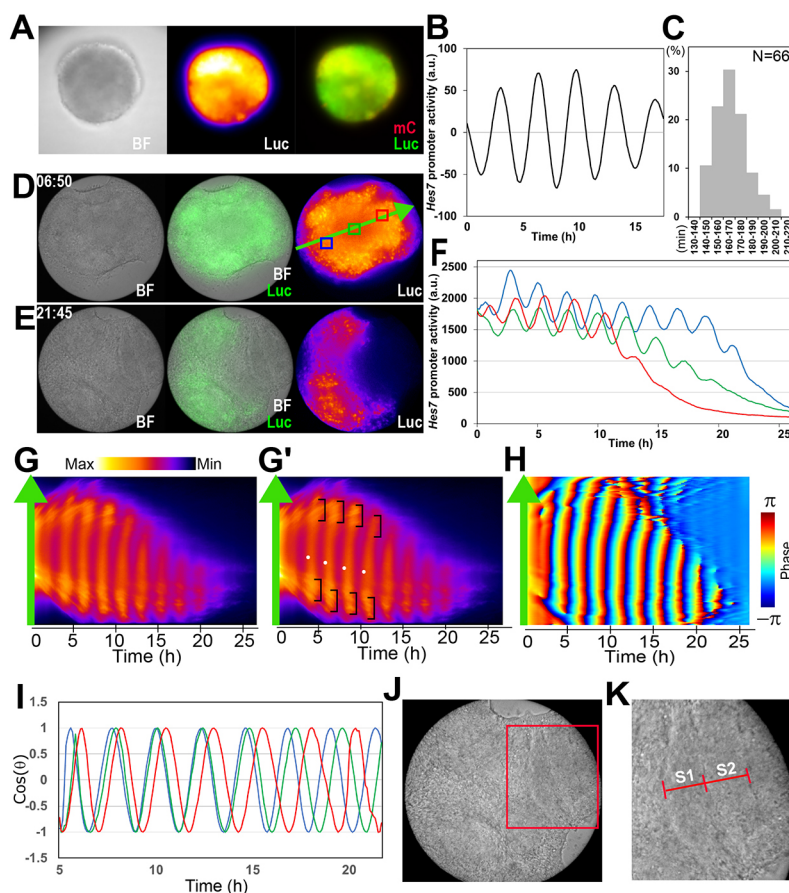 A
BF
Luc
mC
Luc
B
Hes7 promoter activity (a.u.)
100
50
0
-50
-100
0
5
10
15
Time (h)
C
(%)
N=66
30
20
10
0
(min)
130-140
140-150
150-160
160-170
170-180
180-190
190-200
200-210
210-220
D
06:50
BF
BF
Luc
Luc
E
21:45
BF
BF
Luc
Luc
F
Hes7 promoter activity (a.u.)
2500
2000
1500
1000
500
0
0
5
10
15
20
25
Time (h)
G
Max
Min
0
5
10
15
20
25
Time (h)
G'
0
5
10
15
20
25
Time (h)
H
π
Phase
−π
0
5
10
15
20
25
Time (h)
I
Cos(θ)
1.5
1
0.5
0
-0.5
-1
-1.5
5
10
15
20
Time (h)
J
K
S1
S2